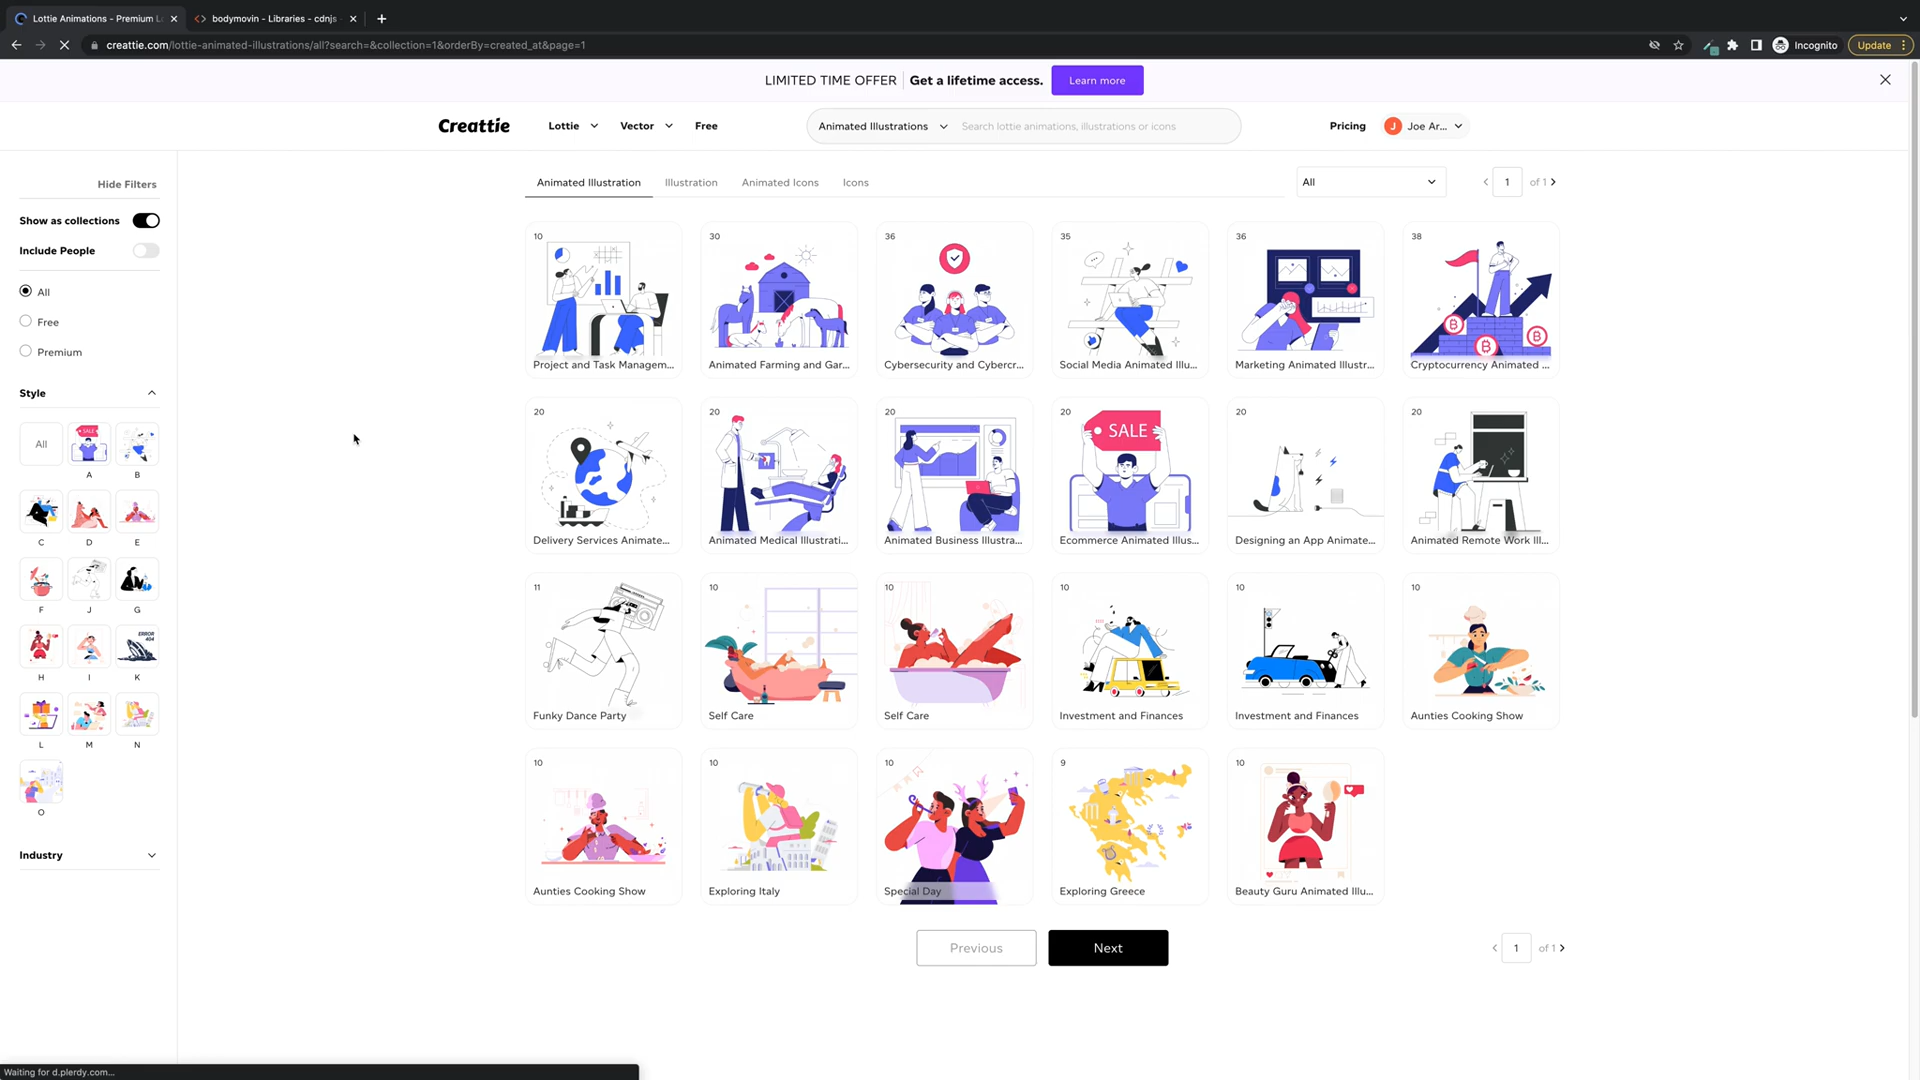 Lottie Animations - Premium Lo
bodymovin - Libraries - cdnjs
creattie.com/lottie-animated-illustrations/all?search=&collection=1&orderBy=created_at&page=1
Incognito
Update
LIMITED TIME OFFER
Get a lifetime access.
Learn more
Creattie
Lottie
Vector
Free
Animated Illustrations
Search lottie animations, illustrations or icons
Pricing
J
Joe Ar...
Hide Filters
Show as collections
Include People
All
Free
Premium
Style
All
SALE
A
B
C
D
E
F
J
G
ERROR
404
H
I
K
L
M
N
O
Industry
Animated Illustration
Illustration
Animated Icons
Icons
All
1
of 1
10
Project and Task Managem...
30
Animated Farming and Gar...
36
Cybersecurity and Cybercr...
35
Social Media Animated Illu...
36
Marketing Animated Illustr...
38
Cryptocurrency Animated ...
20
Delivery Services Animate...
20
Animated Medical Illustrati...
20
Animated Business Illustra...
20
SALE
Ecommerce Animated Illus...
20
Designing an App Animate...
20
Animated Remote Work Ill...
11
Funky Dance Party
10
Self Care
10
Self Care
10
Investment and Finances
10
Investment and Finances
10
Aunties Cooking Show
10
Aunties Cooking Show
10
Exploring Italy
10
Special Day
9
Exploring Greece
10
Beauty Guru Animated Illu...
Previous
Next
1
of 1
Waiting for d.plerdy.com...